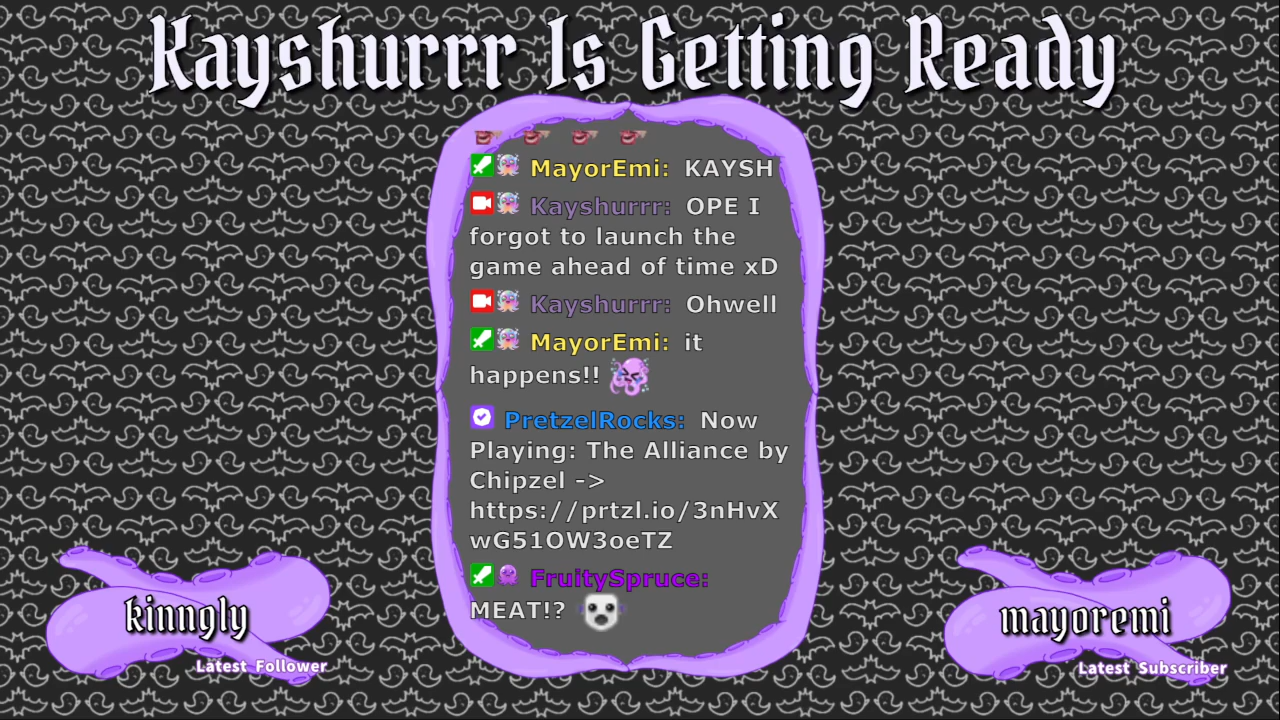 Kayshurrr Is Getting Ready
MayorEmi: KAYSH
Kayshurrr: OPE I
forgot to launch the
game ahead of time xD
Kayshurrr: Ohwell
MayorEmi: it
happens!!
PretzelRocks: Now
Playing: The Alliance by
Chipzel ->
https://prtzl.io/3nHvX
wG51OW3oeTZ
FruitySpruce:
MEAT!?
kinngly
Latest Follower
mayoremi
Latest Subscriber